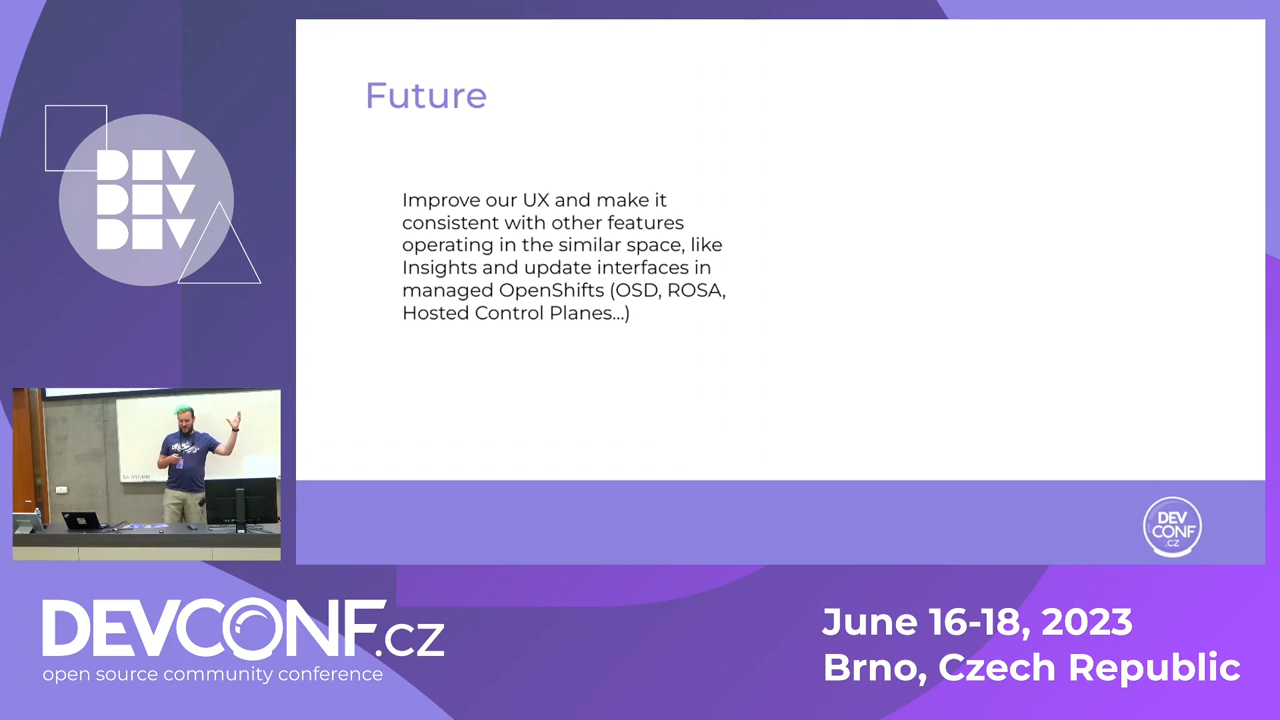 Future
Improve our UX and make it
consistent with other features
operating in the similar space, like
Insights and update interfaces in
managed OpenShifts (OSD, ROSA,
Hosted Control Planes...)
DEV
DEV
DEV
DEV
CONF
.CZ
DEVCONF.cz
open source community conference
June 16-18, 2023
Brno, Czech Republic